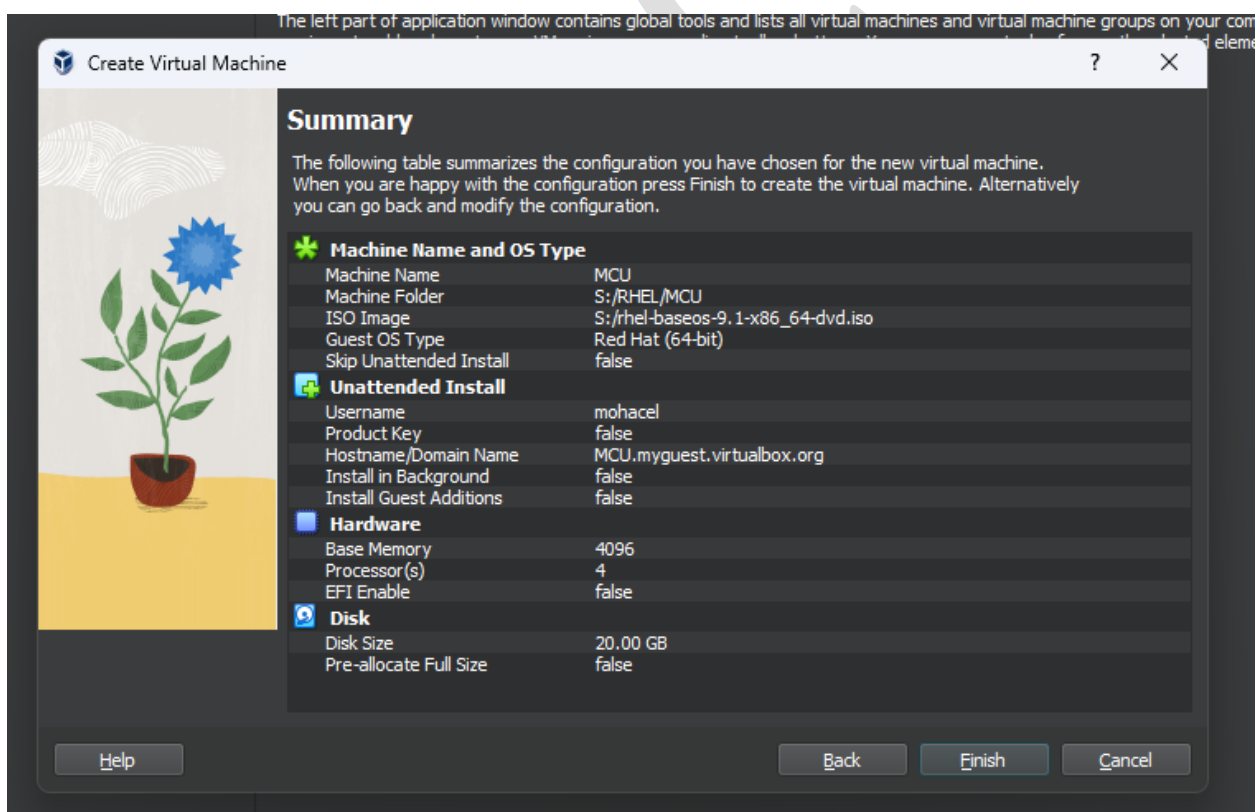 The left part of application window contains global tools and lists all virtual machines and virtual machine groups on your com
Create Virtual Machine ? ✕
Summary
The following table summarizes the configuration you have chosen for the new virtual machine.
When you are happy with the configuration press Finish to create the virtual machine. Alternatively
you can go back and modify the configuration.
Machine Name and OS Type
Machine Name MCU
Machine Folder S:/RHEL/MCU
ISO Image S:/rhel-baseos-9.1-x86_64-dvd.iso
Guest OS Type Red Hat (64-bit)
Skip Unattended Install false
Unattended Install
Username mohacel
Product Key false
Hostname/Domain Name MCU.myguest.virtualbox.org
Install in Background false
Install Guest Additions false
Hardware
Base Memory 4096
Processor(s) 4
EFI Enable false
Disk
Disk Size 20.00 GB
Pre-allocate Full Size false
Help Back Finish Cancel